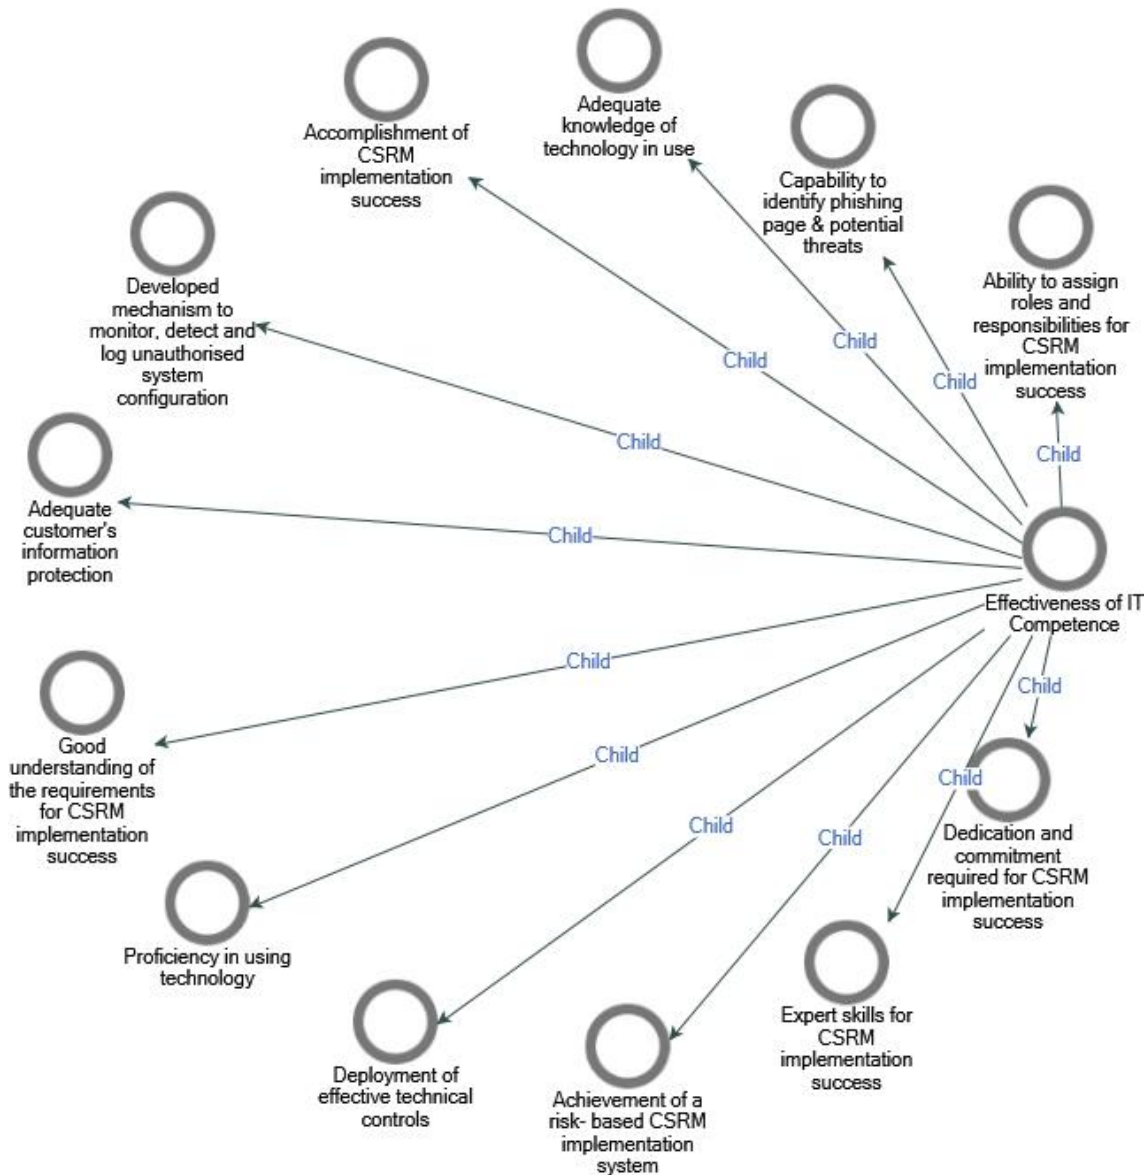 Adequate
knowledge of
technology in use
Accomplishment of
CSRM
implementation
success
Capability to
identify phishing
page & potential
threats
Ability to assign
roles and
responsibilities for
CSRM
implementation
success
Developed
mechanism to
monitor, detect and
log unauthorised
system
configuration
Child
Child
Child
Child
Child
Adequate
customer's
information
protection
Child
Effectiveness of IT
Competence
Child
Child
Child
Child
Child
Child
Good
understanding of
the requirements
for CSRM
implementation
success
Dedication and
commitment
required for CSRM
implementation
success
Proficiency in using
technology
Expert skills for
CSRM
implementation
success
Deployment of
effective technical
controls
Achievement of a
risk- based CSRM
implementation
system